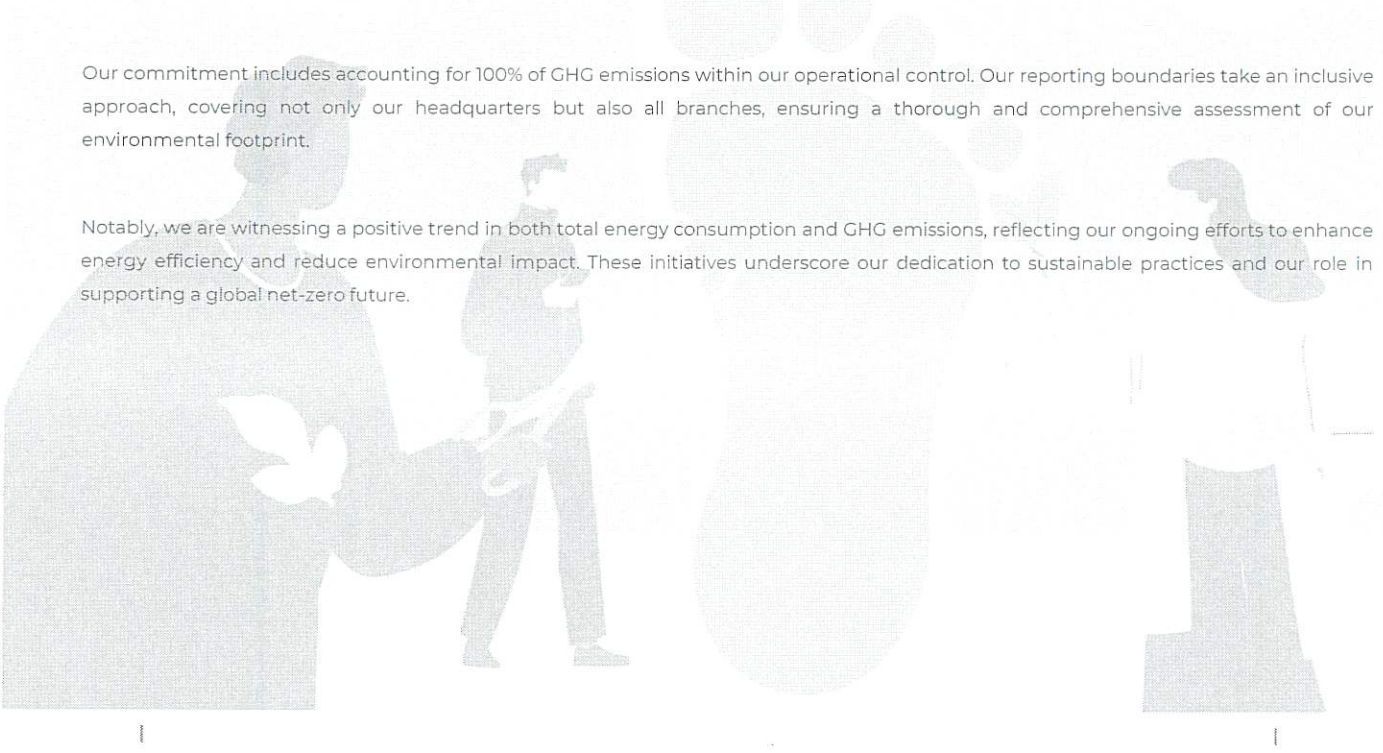 Our commitment includes accounting for 100% of GHG emissions within our operational control. Our reporting boundaries take an inclusive
approach, covering not only our headquarters but also all branches, ensuring a thorough and comprehensive assessment of our
environmental footprint.
Notably, we are witnessing a positive trend in both total energy consumption and GHG emissions, reflecting our ongoing efforts to enhance
energy efficiency and reduce environmental impact. These initiatives underscore our dedication to sustainable practices and our role in
supporting a global net-zero future.